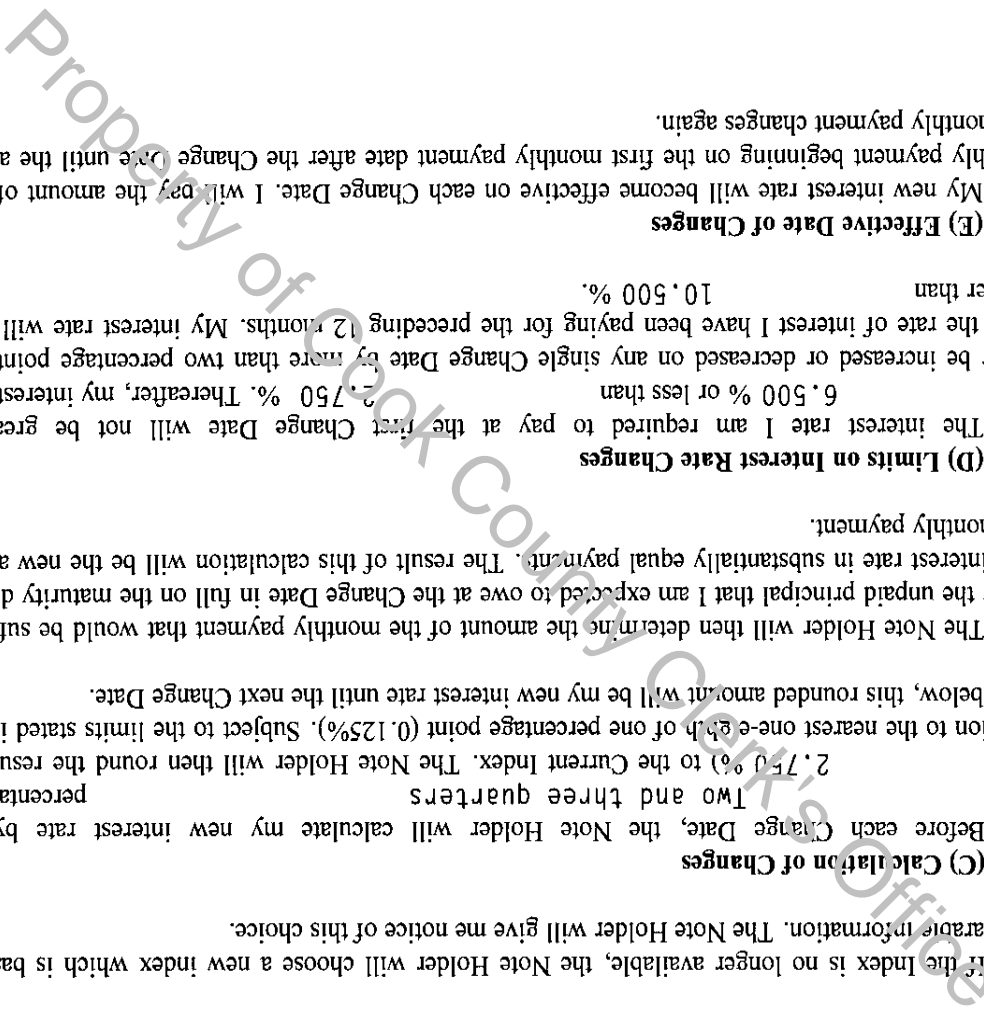 If the Index is no longer available, the Note Holder will choose a new index which is ba
arable information. The Note Holder will give me notice of this choice.
(C) Calculation of Changes
Before each Change Date, the Note Holder will calculate my new interest rate by
Two and three quarters percenta
2.750 %) to the Current Index. The Note Holder will then round the resu
ion to the nearest one-eighth of one percentage point (0.125%). Subject to the limits stated i
below, this rounded amount will be my new interest rate until the next Change Date.
The Note Holder will then determine the amount of the monthly payment that would be suf
the unpaid principal that I am expected to owe at the Change Date in full on the maturity d
interest rate in substantially equal payments. The result of this calculation will be the new a
nonthly payment.
(D) Limits on Interest Rate Changes
The interest rate I am required to pay at the first Change Date will not be grea
6.500 % or less than 2.750 %. Thereafter, my interest
be increased or decreased on any single Change Date by more than two percentage point
the rate of interest I have been paying for the preceding 12 months. My interest rate will
er than 10.500 %.
(E) Effective Date of Changes
My new interest rate will become effective on each Change Date. I will pay the amount of
hly payment beginning on the first monthly payment date after the Change Date until the a
nonthly payment changes again.
Property of Cook County Clerk's Office